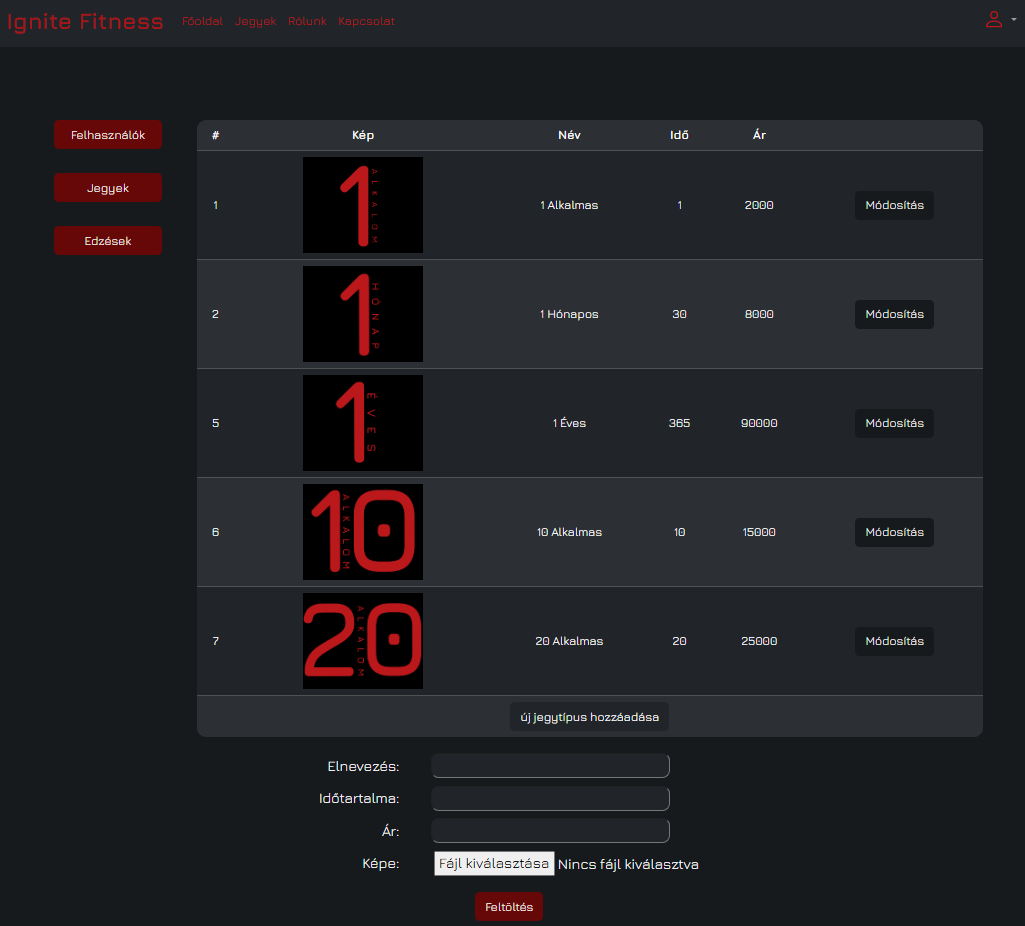 Ignite Fitness Főoldal Jegyek Rólunk Kapcsolat
Felhasználók
Jegyek
Edzések
# Kép Név Idő Ár
1 1 ALKALOM 1 Alkalmas 1 2000 Módosítás
2 1 HÓNAP 1 Hónapos 30 8000 Módosítás
5 1 ÉVES 1 Éves 365 90000 Módosítás
6 10 ALKALOM 10 Alkalmas 10 15000 Módosítás
7 20 ALKALOM 20 Alkalmas 20 25000 Módosítás
új jegytípus hozzáadása
Elnevezés:
Időtartalma:
Ár:
Képe: Fájl kiválasztása Nincs fájl kiválasztva
Feltöltés